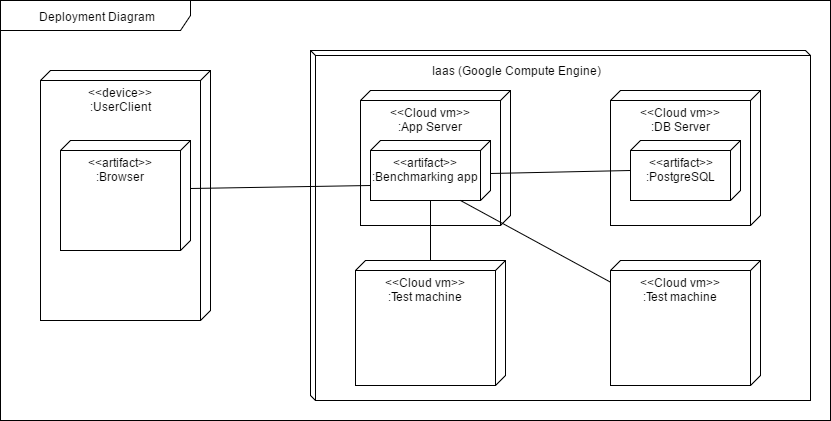 Deployment Diagram
Iaas (Google Compute Engine)
<<device>>
:UserClient
<<artifact>>
:Browser
<<Cloud vm>>
:App Server
<<artifact>>
:Benchmarking app
<<Cloud vm>>
:DB Server
<<artifact>>
:PostgreSQL
<<Cloud vm>>
:Test machine
<<Cloud vm>>
:Test machine